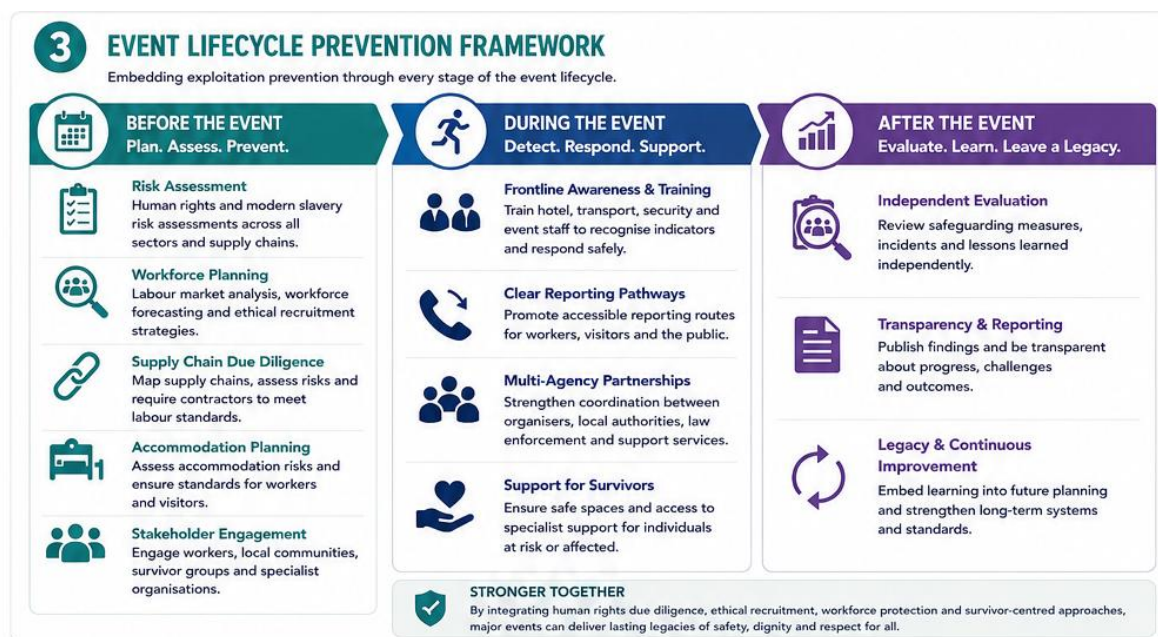 3
EVENT LIFECYCLE PREVENTION FRAMEWORK
Embedding exploitation prevention through every stage of the event lifecycle.
BEFORE THE EVENT
Plan. Assess. Prevent.
Risk Assessment
Human rights and modern slavery
risk assessments across all
sectors and supply chains.
Workforce Planning
Labour market analysis, workforce
forecasting and ethical recruitment
strategies.
Supply Chain Due Diligence
Map supply chains, assess risks and
require contractors to meet
labour standards.
Accommodation Planning
Assess accommodation risks and
ensure standards for workers
and visitors.
Stakeholder Engagement
Engage workers, local communities,
survivor groups and specialist
organisations.
DURING THE EVENT
Detect. Respond. Support.
Frontline Awareness & Training
Train hotel, transport, security and
event staff to recognise indicators
and respond safely.
Clear Reporting Pathways
Promote accessible reporting routes
for workers, visitors and the public.
Multi-Agency Partnerships
Strengthen coordination between
organisers, local authorities, law
enforcement and support services.
Support for Survivors
Ensure safe spaces and access to
specialist support for individuals
at risk or affected.
AFTER THE EVENT
Evaluate. Learn. Leave a Legacy.
Independent Evaluation
Review safeguarding measures,
incidents and lessons learned
independently.
Transparency & Reporting
Publish findings and be transparent
about progress, challenges
and outcomes.
Legacy & Continuous
Improvement
Embed learning into future planning
and strengthen long-term systems
and standards.
STRONGER TOGETHER
By integrating human rights due diligence, ethical recruitment, workforce protection and survivor-centred approaches,
major events can deliver lasting legacies of safety, dignity and respect for all.